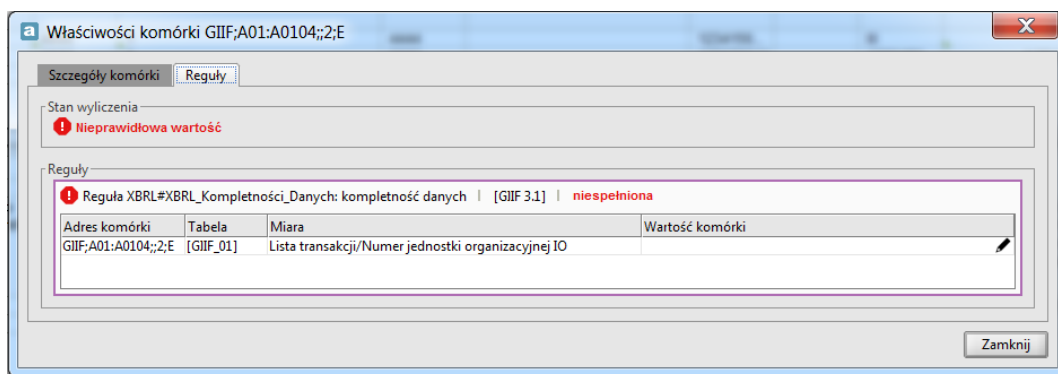 a Właściwości komórki GIIF;A01:A0104;;2;E
Szczegóły komórki Reguły
Stan wyliczenia
Nieprawidłowa wartość
Reguły
Reguła XBRL#XBRL_Kompletności_Danych: kompletność danych | [GIIF 3.1] | niespełniona
Adres komórki Tabela Miara Wartość komórki
GIIF;A01:A0104;;2;E [GIIF_01] Lista transakcji/Numer jednostki organizacyjnej IO
Zamknij